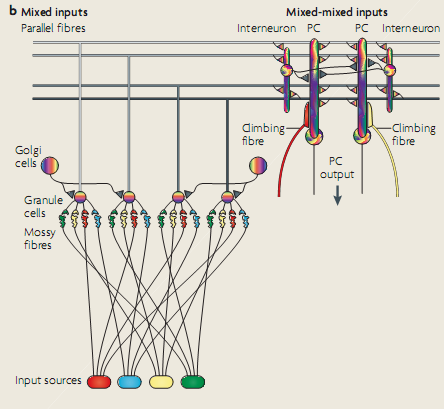 b Mixed inputs
Mixed-mixed inputs
Parallel fibres
Interneuron PC PC Interneuron
Climbing
fibre
Climbing
fibre
PC
output
Golgi
cells
Granule
cells
Mossy
fibres
Input sources